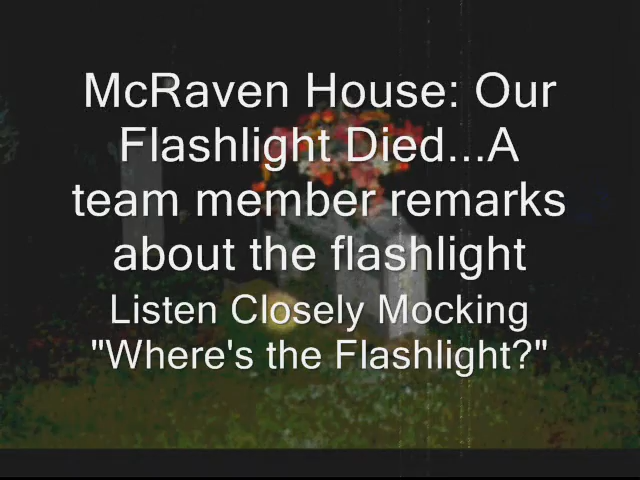 McRaven House: Our
Flashlight Died...A
team member remarks
about the flashlight
Listen Closely Mocking
"Where's the Flashlight?"